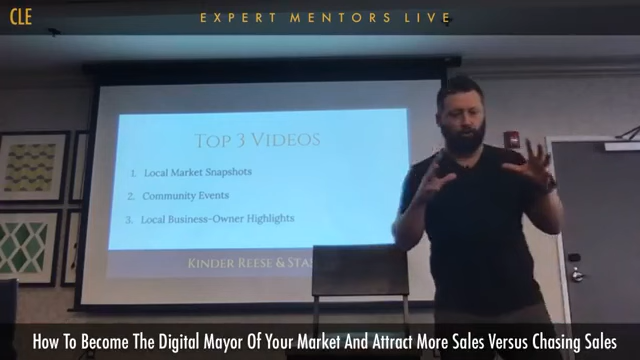 CLE
EXPERT MENTORS LIVE
TOP 3 VIDEOS
1. Local Market Snapshots
2. Community Events
3. Local Business-Owner Highlights
KINDER REESE &
How To Become The Digital Mayor Of Your Market And Attract More Sales Versus Chasing Sales